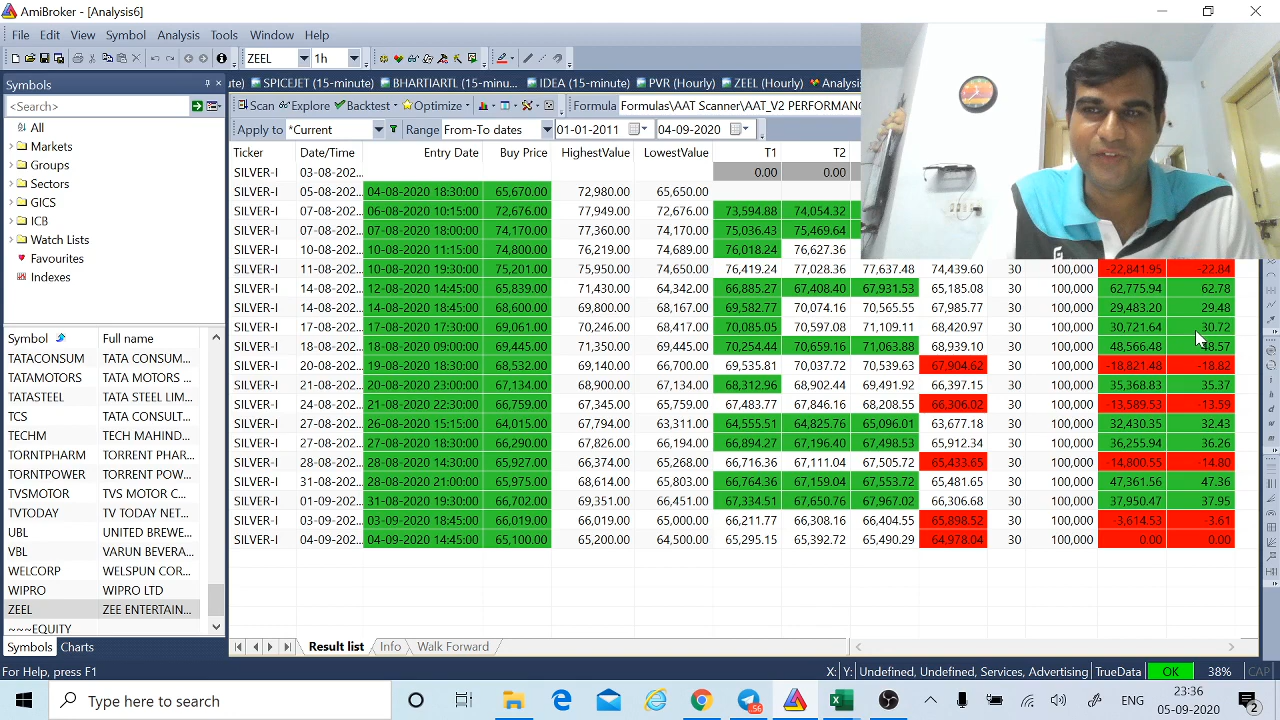 AmiBroker - [Analysis6]
File Edit View Symbol Analysis Tools Window Help
ZEEL 1h
Symbols
ute) SPICEJET (15-minute) BHARTIARTL (15-minu... IDEA (15-minute) PVR (Hourly) ZEEL (Hourly) Analysis
<Search>
Scan Explore Backtest Optimize Formula Formulas\AAT Scanner\AAT_V2 PERFORMANC
Apply to *Current Range From-To dates 01-01-2011 04-09-2020
All
Markets
Groups
Sectors
GICS
ICB
Watch Lists
Favourites
Indexes
Symbol Full name
TATACONSUM TATA CONSUM...
TATAMOTORS TATA MOTORS ...
TATASTEEL TATA STEEL LIM...
TCS TATA CONSULT...
TECHM TECH MAHIND...
TORNTPHARM TORRENT PHAR...
TORNTPOWER TORRENT POW...
TVSMOTOR TVS MOTOR C...
TVTODAY TV TODAY NET...
UBL UNITED BREWE...
VBL VARUN BEVERA...
WELCORP WELSPUN COR...
WIPRO WIPRO LTD
ZEEL ZEE ENTERTAIN...
~~~EQUITY
Symbols Charts
Ticker Date/Time Entry Date Buy Price HighestValue LowestValue T1 T2
SILVER-I 03-08-202... 0.00 0.00
SILVER-I 05-08-202... 04-08-2020 18:30:00 65,670.00 72,980.00 65,650.00
SILVER-I 07-08-202... 06-08-2020 10:15:00 72,676.00 77,949.00 72,676.00 73,594.88 74,054.32
SILVER-I 07-08-202... 07-08-2020 18:00:00 74,170.00 77,360.00 74,170.00 75,036.43 75,469.64
SILVER-I 10-08-202... 10-08-2020 11:15:00 74,800.00 76,219.00 74,689.00 76,018.24 76,627.36
SILVER-I 11-08-202... 10-08-2020 19:30:00 75,201.00 75,950.00 74,650.00 76,419.24 77,028.36 77,637.48 74,439.60 30 100,000 -22,841.95 -22.84
SILVER-I 14-08-202... 12-08-2020 14:45:00 65,839.00 71,430.00 64,342.00 66,885.27 67,408.40 67,931.53 65,185.08 30 100,000 62,775.94 62.78
SILVER-I 14-08-202... 14-08-2020 18:45:00 68,650.00 69,800.00 68,167.00 69,582.77 70,074.16 70,565.55 67,985.77 30 100,000 29,483.20 29.48
SILVER-I 17-08-202... 17-08-2020 17:30:00 69,061.00 70,246.00 68,417.00 70,085.05 70,597.08 71,109.11 68,420.97 30 100,000 30,721.64 30.72
SILVER-I 18-08-202... 18-08-2020 09:00:00 69,445.00 71,350.00 69,445.00 70,254.44 70,659.16 71,063.88 68,939.10 30 100,000 48,566.48 48.57
SILVER-I 20-08-202... 19-08-2020 18:30:00 68,532.00 69,140.00 66,700.00 69,535.81 70,037.72 70,539.63 67,904.62 30 100,000 -18,821.48 -18.82
SILVER-I 21-08-202... 20-08-2020 23:00:00 67,134.00 68,900.00 67,134.00 68,312.96 68,902.44 69,491.92 66,397.15 30 100,000 35,368.83 35.37
SILVER-I 24-08-202... 21-08-2020 22:30:00 66,759.00 67,345.00 65,759.00 67,483.77 67,846.16 68,208.55 66,306.02 30 100,000 -13,589.53 -13.59
SILVER-I 27-08-202... 26-08-2020 15:15:00 64,015.00 67,794.00 63,311.00 64,555.51 64,825.76 65,096.01 63,677.18 30 100,000 32,430.35 32.43
SILVER-I 27-08-202... 27-08-2020 18:30:00 66,290.00 67,826.00 66,194.00 66,894.27 67,196.40 67,498.53 65,912.34 30 100,000 36,255.94 36.26
SILVER-I 28-08-202... 28-08-2020 14:30:00 65,927.00 66,374.00 65,268.00 66,716.36 67,111.04 67,505.72 65,433.65 30 100,000 -14,800.55 -14.80
SILVER-I 31-08-202... 28-08-2020 21:00:00 65,975.00 68,614.00 65,803.00 66,764.36 67,159.04 67,553.72 65,481.65 30 100,000 47,361.56 47.36
SILVER-I 01-09-202... 31-08-2020 19:30:00 66,702.00 69,351.00 66,451.00 67,334.51 67,650.76 67,967.02 66,306.68 30 100,000 37,950.47 37.95
SILVER-I 03-09-202... 03-09-2020 18:45:00 66,019.00 66,019.00 65,000.00 66,211.77 66,308.16 66,404.55 65,898.52 30 100,000 -3,614.53 -3.61
SILVER-I 04-09-202... 04-09-2020 14:45:00 65,100.00 65,200.00 64,500.00 65,295.15 65,392.72 65,490.29 64,978.04 30 100,000 0.00 0.00
Result list Info Walk Forward
For Help, press F1 X: Y: Undefined, Undefined, Services, Advertising TrueData OK 38% CAP
Type here to search
56
ENG
23:36
05-09-2020
2